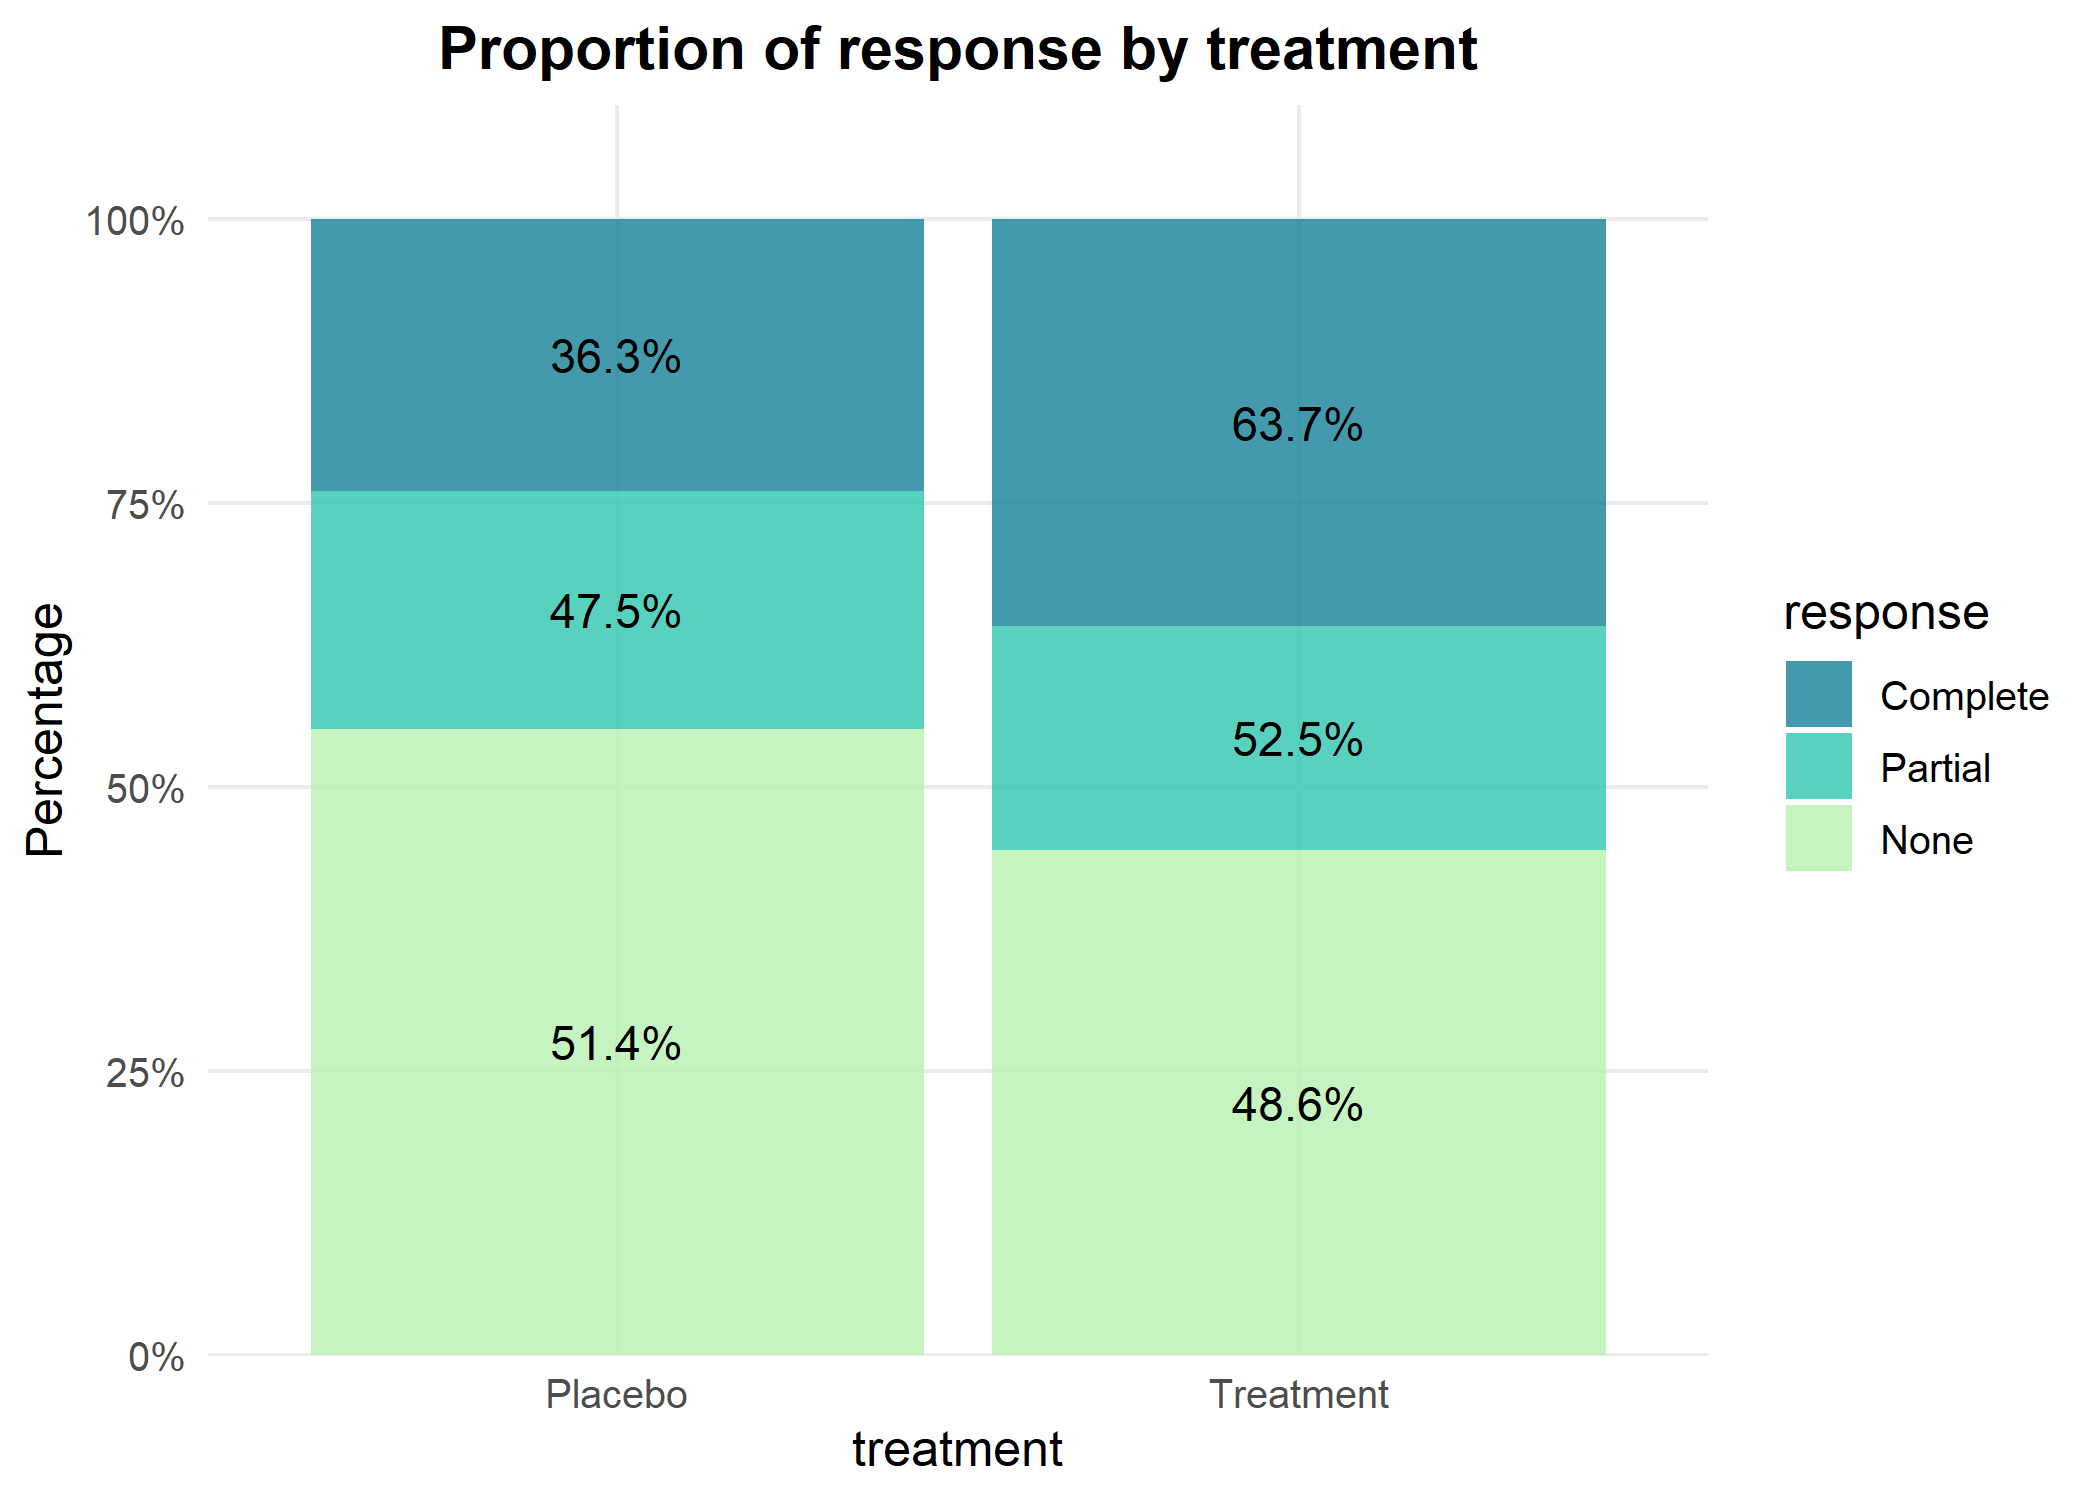 Proportion of response by treatment
100%
75%
50%
25%
0%
Percentage
36.3%
47.5%
51.4%
63.7%
52.5%
48.6%
Placebo
Treatment
treatment
response
Complete
Partial
None